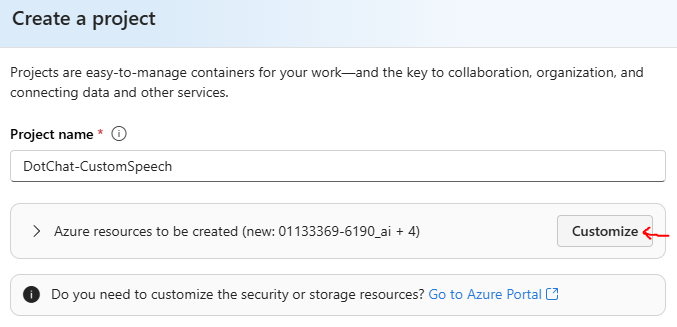 Create a project
Projects are easy-to-manage containers for your work—and the key to collaboration, organization, and
connecting data and other services.
Project name *
DotChat-CustomSpeech
Azure resources to be created (new: 01133369-6190_ai + 4)
Customize
Do you need to customize the security or storage resources? Go to Azure Portal